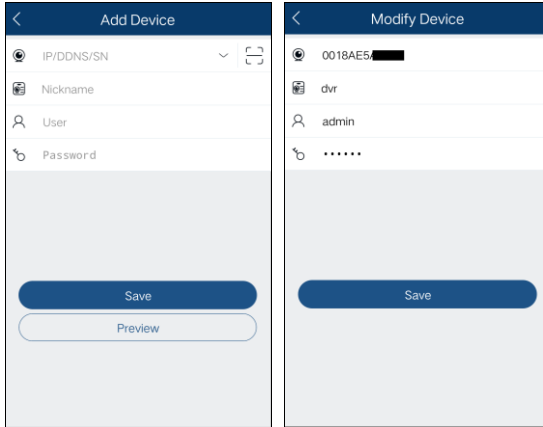 Add Device
IP/DDNS/SN
Nickname
User
Password
Save
Preview
Modify Device
0018AE5
dvr
admin
••••••
Save